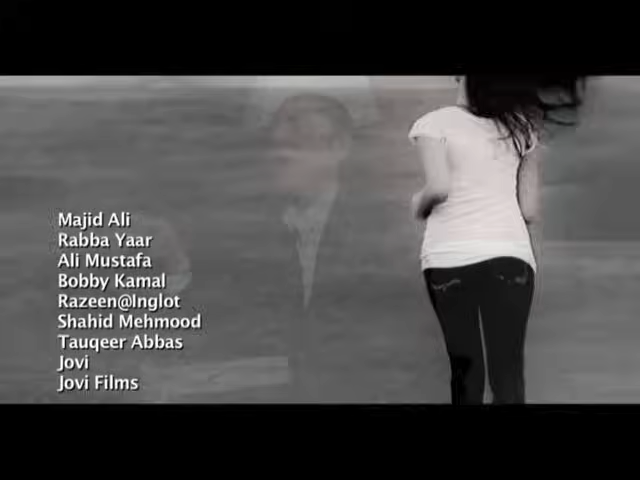 Majid Ali
Rabba Yaar
Ali Mustafa
Bobby Kamal
Razeen@Inglot
Shahid Mehmood
Tauqeer Abbas
Jovi
Jovi Films